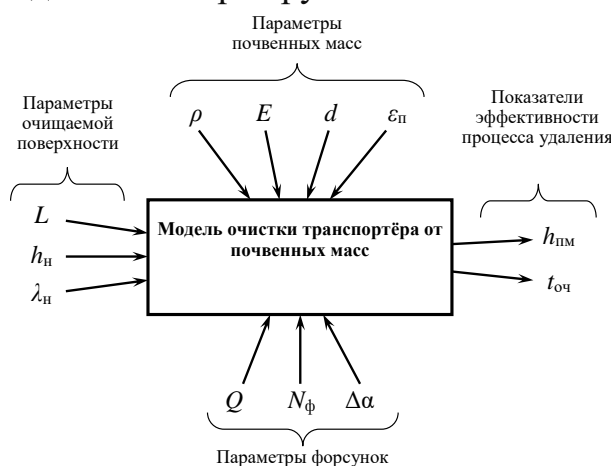 Параметры
почвенных масс
Параметры
очищаемой
поверхности
Показатели
эффективности
процесса удаления
ρ E d εп
L
hн
λн
Модель очистки транспортёра от
почвенных масс
hпм
tоч
Q Nф Δα
Параметры форсунок